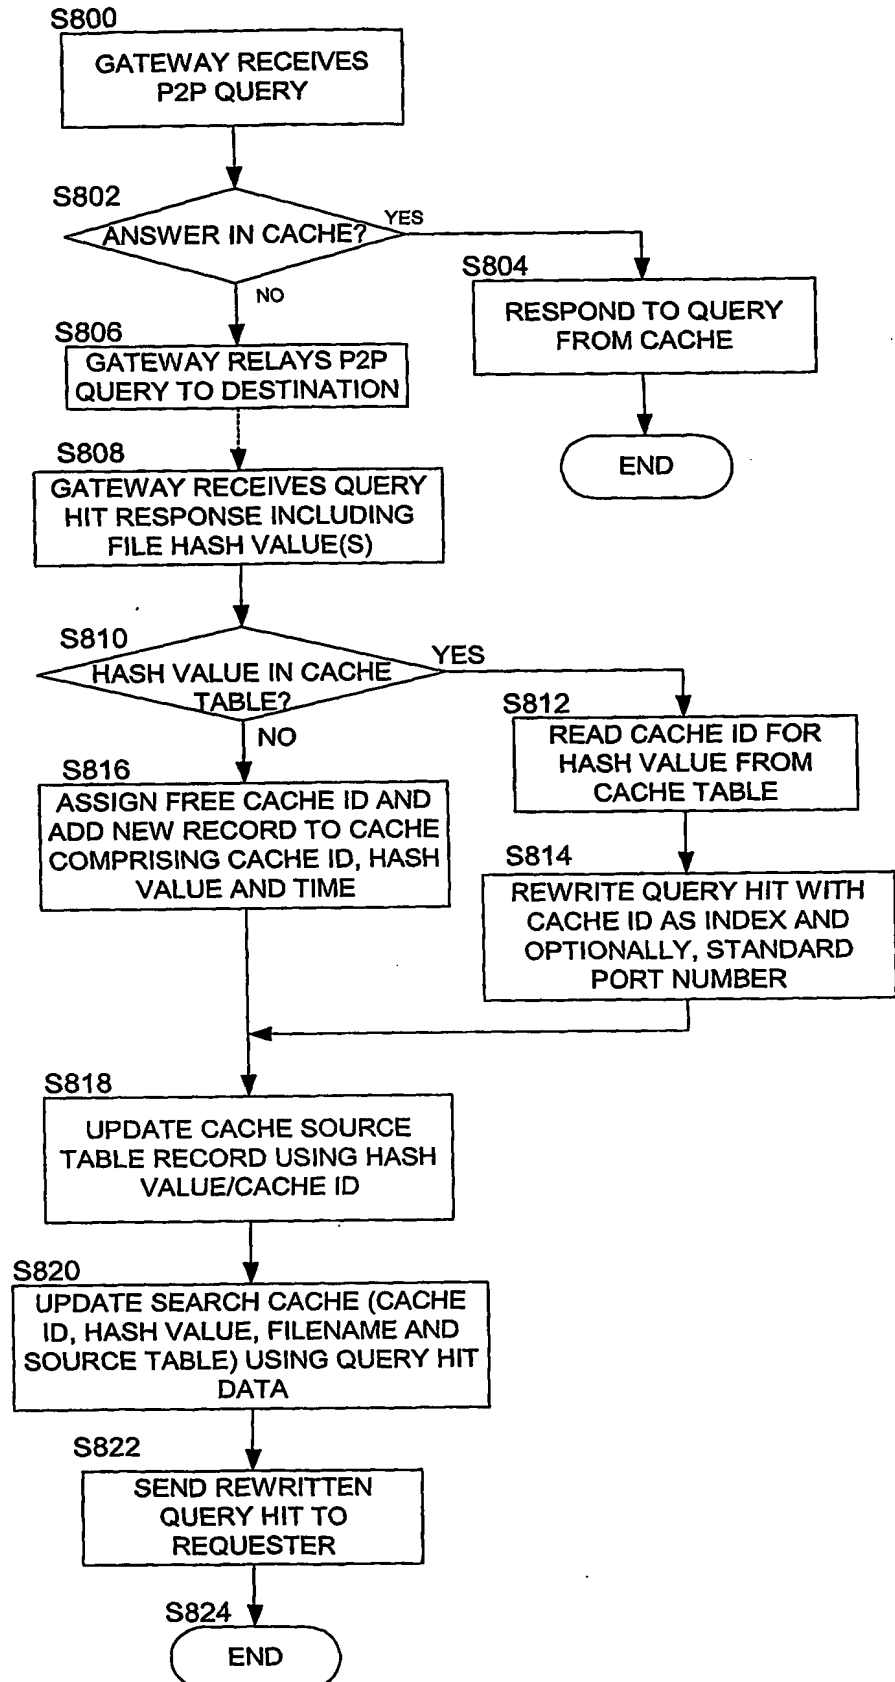 S800
GATEWAY RECEIVES
P2P QUERY
S802
ANSWER IN CACHE?
YES
NO
S804
RESPOND TO QUERY
FROM CACHE
END
S806
GATEWAY RELAYS P2P
QUERY TO DESTINATION
S808
GATEWAY RECEIVES QUERY
HIT RESPONSE INCLUDING
FILE HASH VALUE(S)
S810
HASH VALUE IN CACHE
TABLE?
YES
NO
S812
READ CACHE ID FOR
HASH VALUE FROM
CACHE TABLE
S814
REWRITE QUERY HIT WITH
CACHE ID AS INDEX AND
OPTIONALLY, STANDARD
PORT NUMBER
S816
ASSIGN FREE CACHE ID AND
ADD NEW RECORD TO CACHE
COMPRISING CACHE ID, HASH
VALUE AND TIME
S818
UPDATE CACHE SOURCE
TABLE RECORD USING HASH
VALUE/CACHE ID
S820
UPDATE SEARCH CACHE (CACHE
ID, HASH VALUE, FILENAME AND
SOURCE TABLE) USING QUERY HIT
DATA
S822
SEND REWRITTEN
QUERY HIT TO
REQUESTER
S824
END